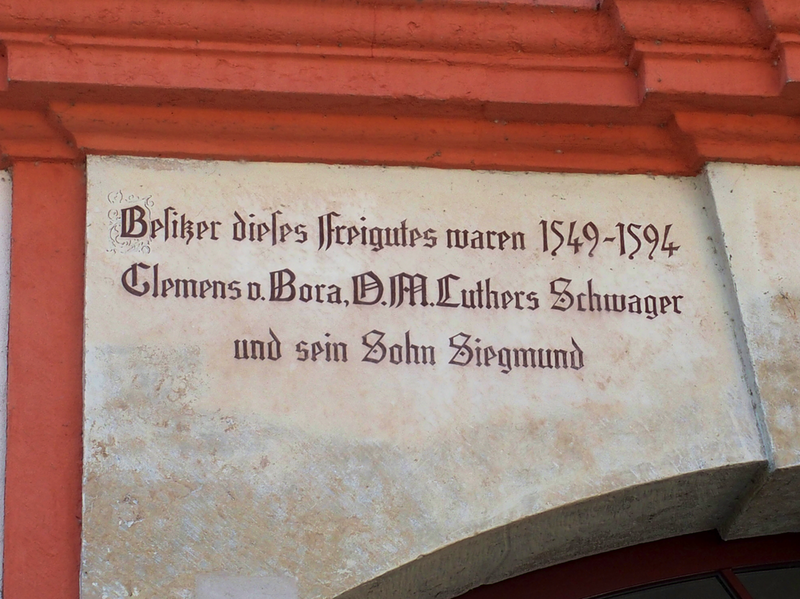 Beſitzer dieſes Freigutes waren 1549-1594
Clemens v. Bora, D. M. Luthers Schwager
und sein Sohn Siegmund